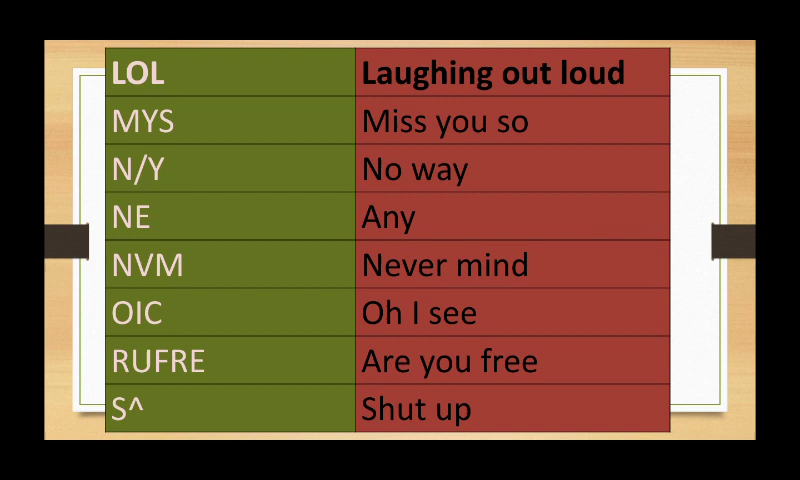 LOL Laughing out loud
MYS Miss you so
N/Y No way
NE Any
NVM Never mind
OIC Oh I see
RUFRE Are you free
S^ Shut up